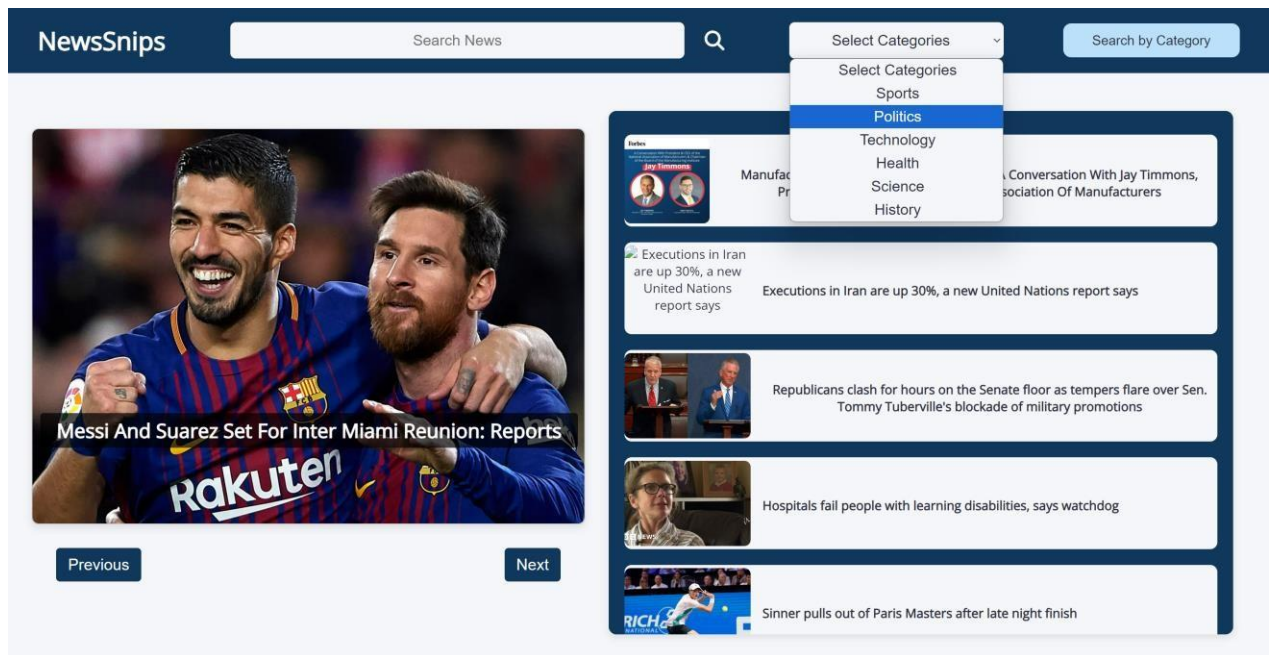 NewsSnips
Search News
Select Categories
Search by Category
Select Categories
Sports
Politics
Technology
Health
Science
History
Messi And Suarez Set For Inter Miami Reunion: Reports
Rakuten
Previous
Next
Forbes
Jay Timmons
Manufac
A Conversation With Jay Timmons,
Pr
sociation Of Manufacturers
Executions in Iran
are up 30%, a new
United Nations
report says
Executions in Iran are up 30%, a new United Nations report says
Republicans clash for hours on the Senate floor as tempers flare over Sen.
Tommy Tuberville's blockade of military promotions
NEWS
Hospitals fail people with learning disabilities, says watchdog
RICH
Sinner pulls out of Paris Masters after late night finish